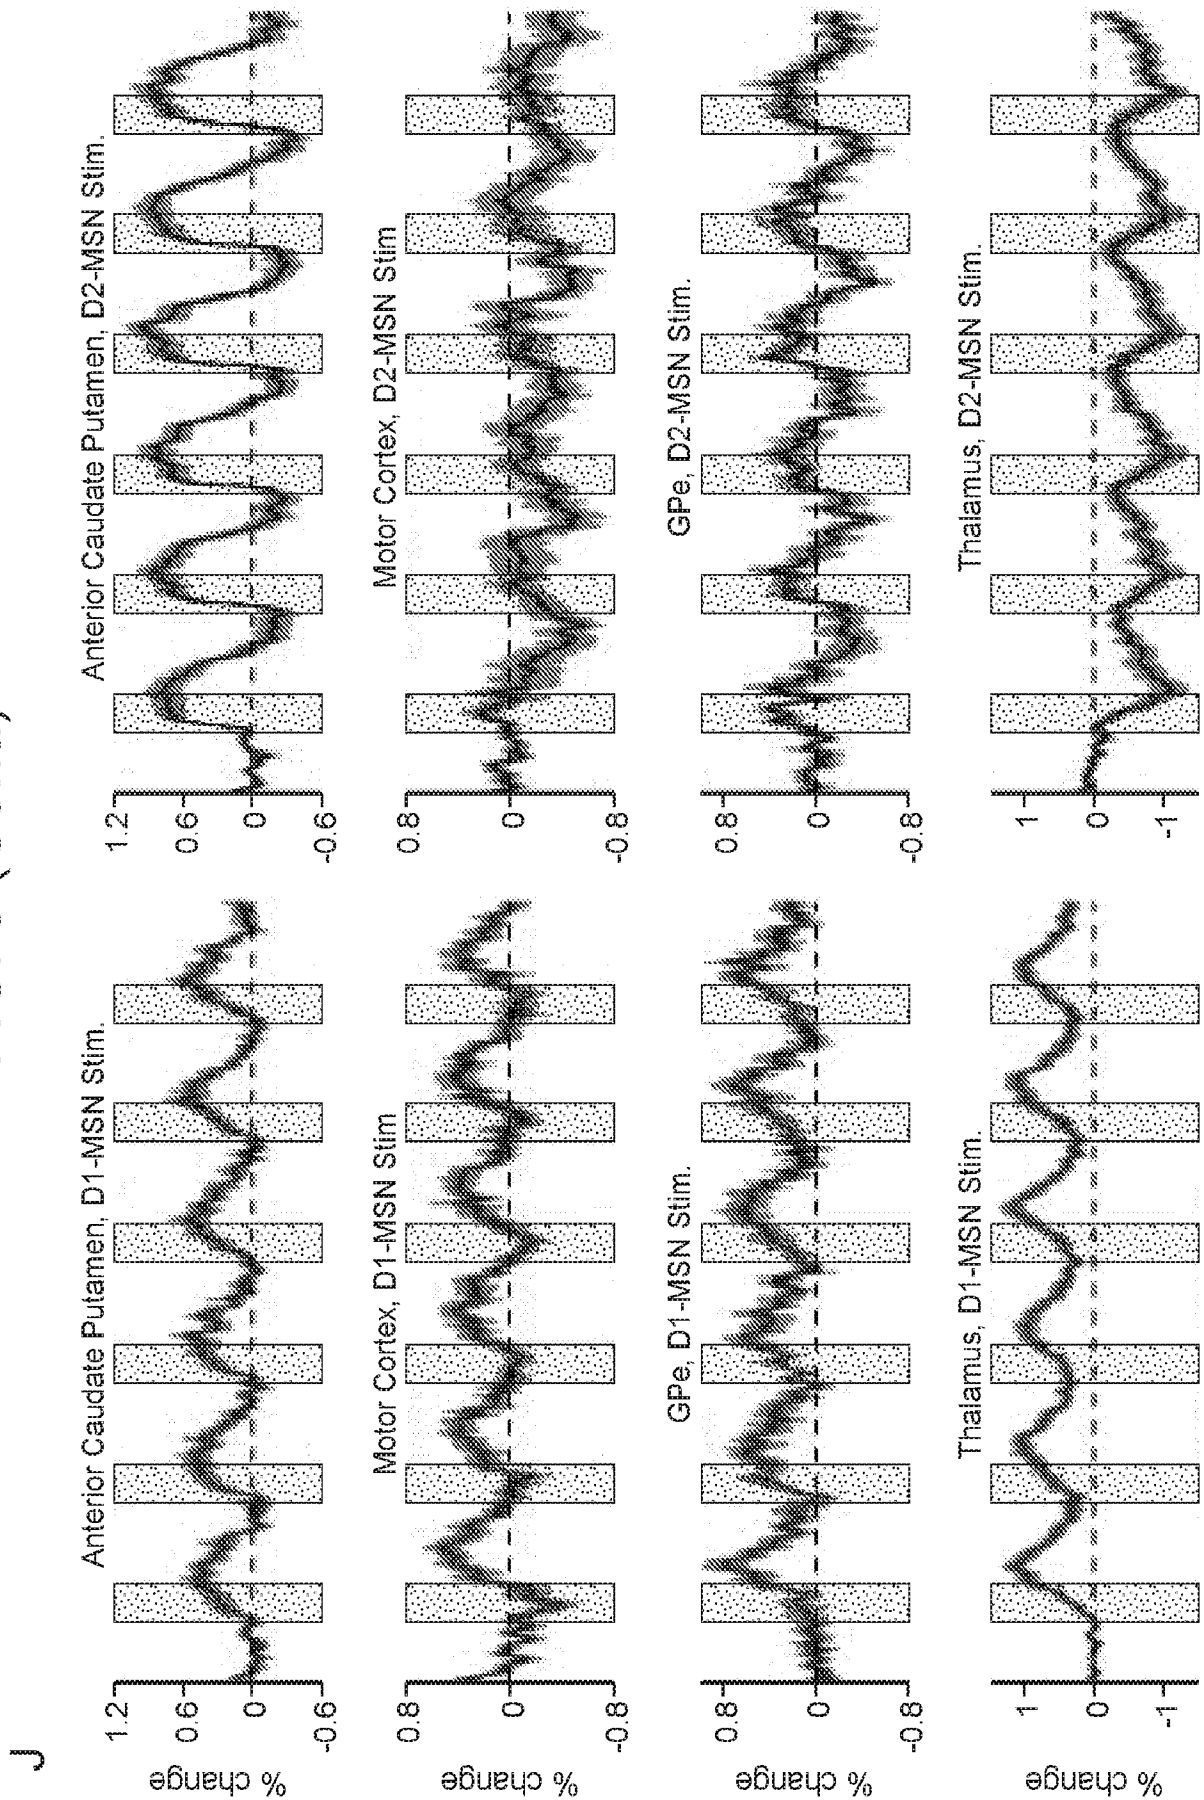 J
Anterior Caudate Putamen, D1-MSN Stim.
% change
1.2
0.6
0
-0.6
Anterior Caudate Putamen, D2-MSN Stim.
1.2
0.6
0
-0.6
Motor Cortex, D1-MSN Stim
% change
0.8
0
-0.8
Motor Cortex, D2-MSN Stim
0.8
0
-0.8
GPe, D1-MSN Stim.
% change
0.8
0
-0.8
GPe, D2-MSN Stim.
0.8
0
-0.8
Thalamus, D1-MSN Stim.
% change
1
0
-1
Thalamus, D2-MSN Stim.
1
0
-1